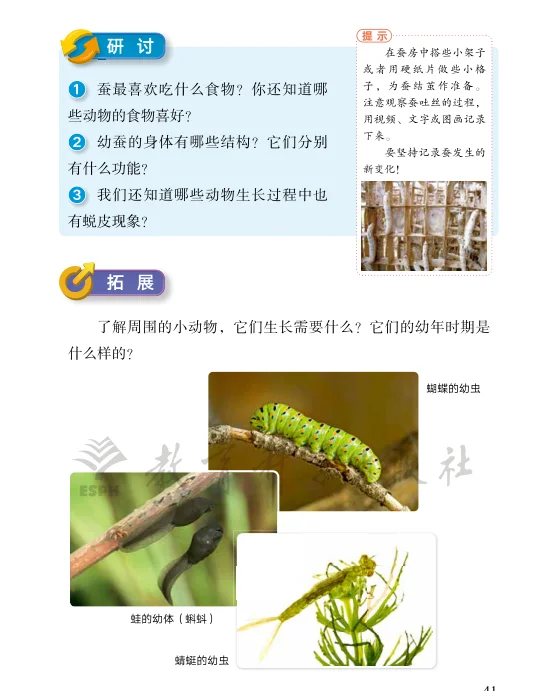 研讨
1 蚕最喜欢吃什么食物？你还知道哪
些动物的食物喜好？
2 幼蚕的身体有哪些结构？它们分别
有什么功能？
3 我们还知道哪些动物生长过程中也
有蜕皮现象？
提示
在蚕房中搭些小架子
或者用硬纸片做些小格
子，为蚕结茧作准备。
注意观察蚕吐丝的过程，
用视频、文字或图画记录
下来。
要坚持记录蚕发生的
新变化！
拓展
了解周围的小动物，它们生长需要什么？它们的幼年时期是
什么样的？
蝴蝶的幼虫
ESPH
教育 出版社
蛙的幼体（蝌蚪）
蜻蜓的幼虫
41